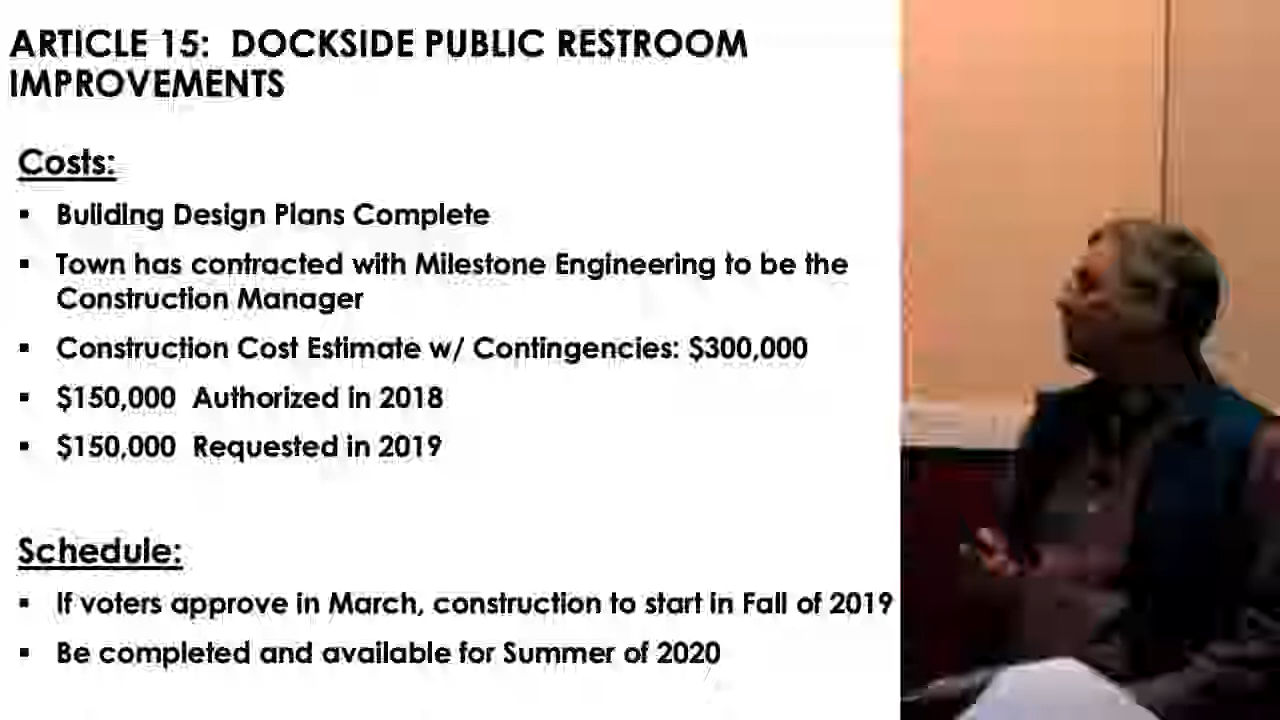 ARTICLE 15: DOCKSIDE PUBLIC RESTROOM
IMPROVEMENTS
Costs:
▪ Building Design Plans Complete
▪ Town has contracted with Milestone Engineering to be the
Construction Manager
▪ Construction Cost Estimate w/ Contingencies: $300,000
▪ $150,000 Authorized in 2018
▪ $150,000 Requested in 2019
Schedule:
▪ If voters approve in March, construction to start in Fall of 2019
▪ Be completed and available for Summer of 2020